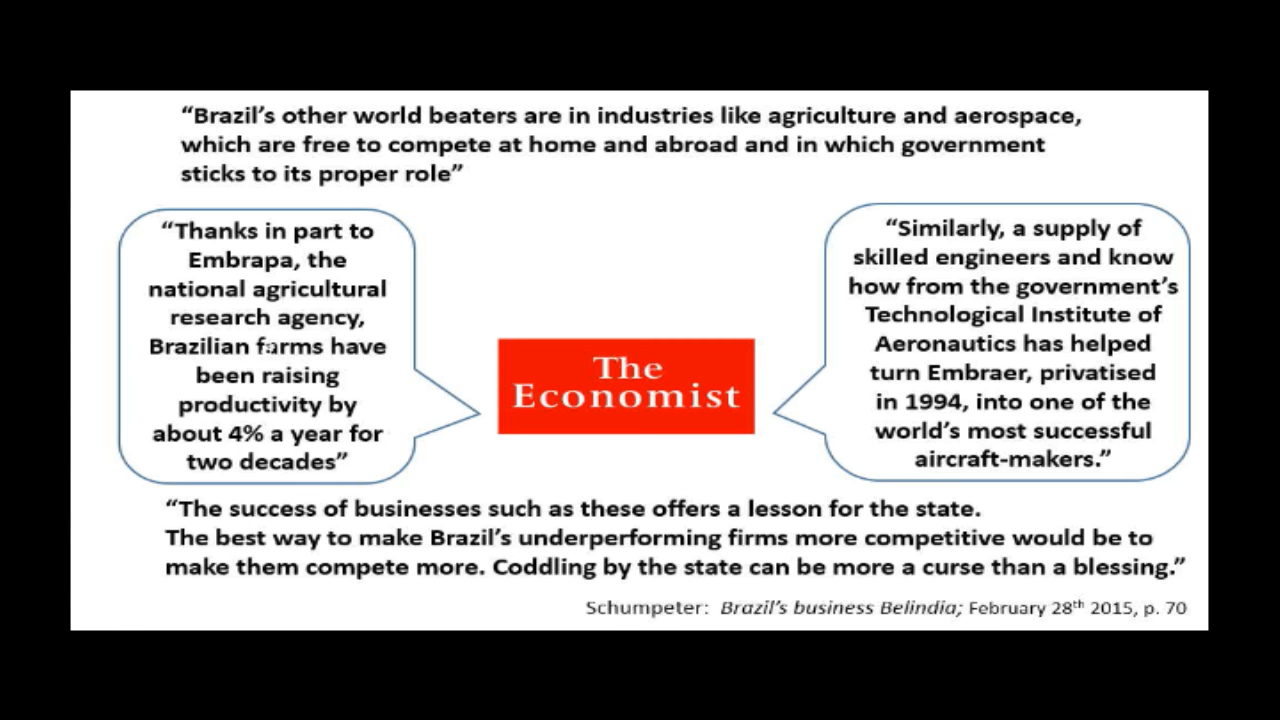 “Brazil’s other world beaters are in industries like agriculture and aerospace,
which are free to compete at home and abroad and in which government
sticks to its proper role”
“Thanks in part to
Embrapa, the
national agricultural
research agency,
Brazilian farms have
been raising
productivity by
about 4% a year for
two decades”
The
Economist
“Similarly, a supply of
skilled engineers and know
how from the government’s
Technological Institute of
Aeronautics has helped
turn Embraer, privatised
in 1994, into one of the
world’s most successful
aircraft-makers.”
“The success of businesses such as these offers a lesson for the state.
The best way to make Brazil’s underperforming firms more competitive would be to
make them compete more. Coddling by the state can be more a curse than a blessing.”
Schumpeter: Brazil’s business Belindia; February 28th 2015, p. 70